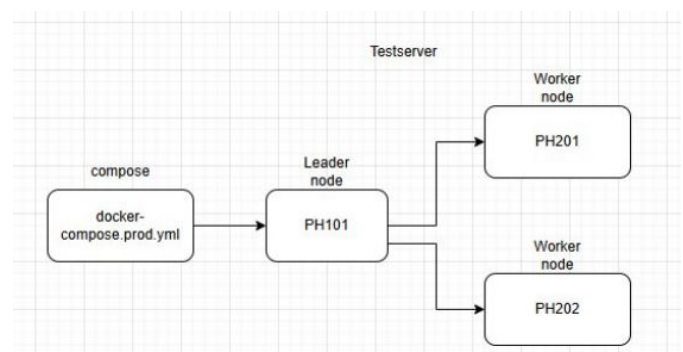 Testserver
Worker
node
PH201
compose
Leader
node
docker-
compose.prod.yml
PH101
Worker
node
PH202